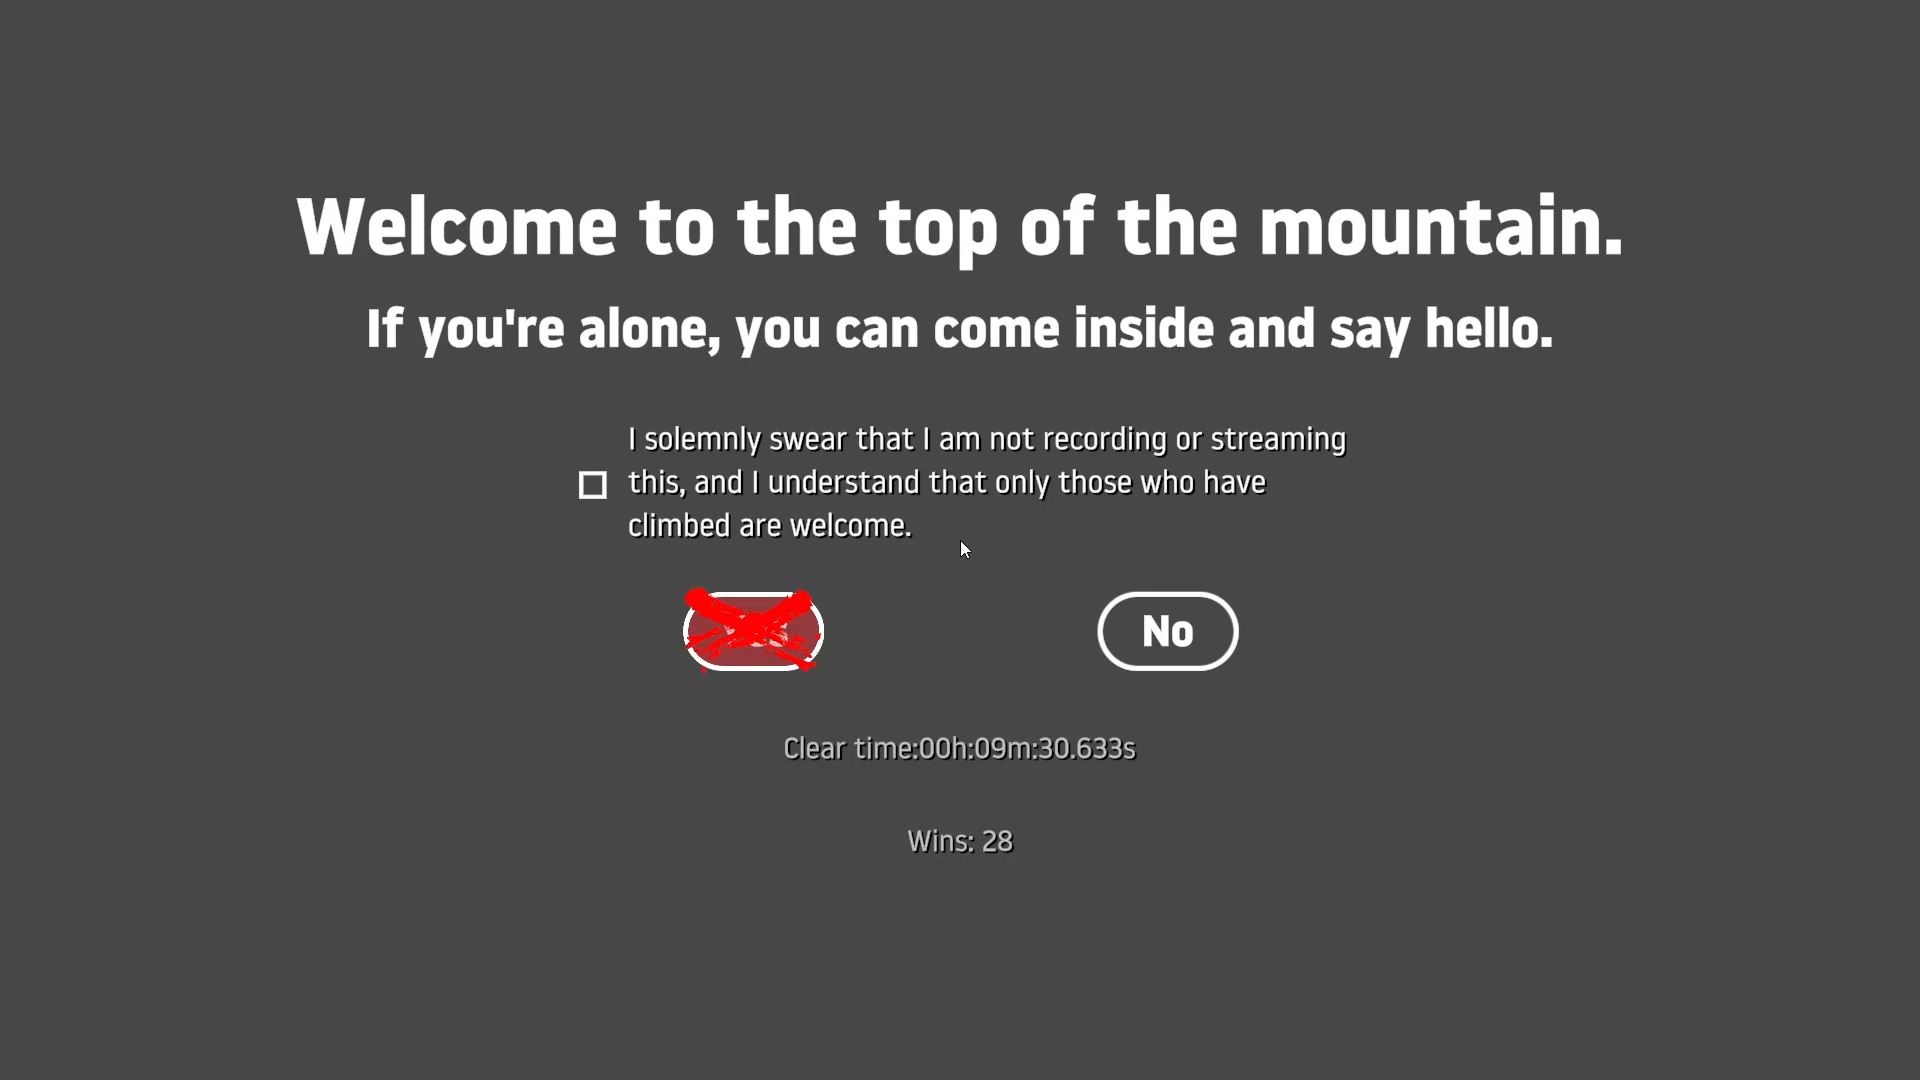 Welcome to the top of the mountain.
If you're alone, you can come inside and say hello.
I solemnly swear that I am not recording or streaming
this, and I understand that only those who have
climbed are welcome.
No
Clear time:00h:09m:30.633s
Wins: 28